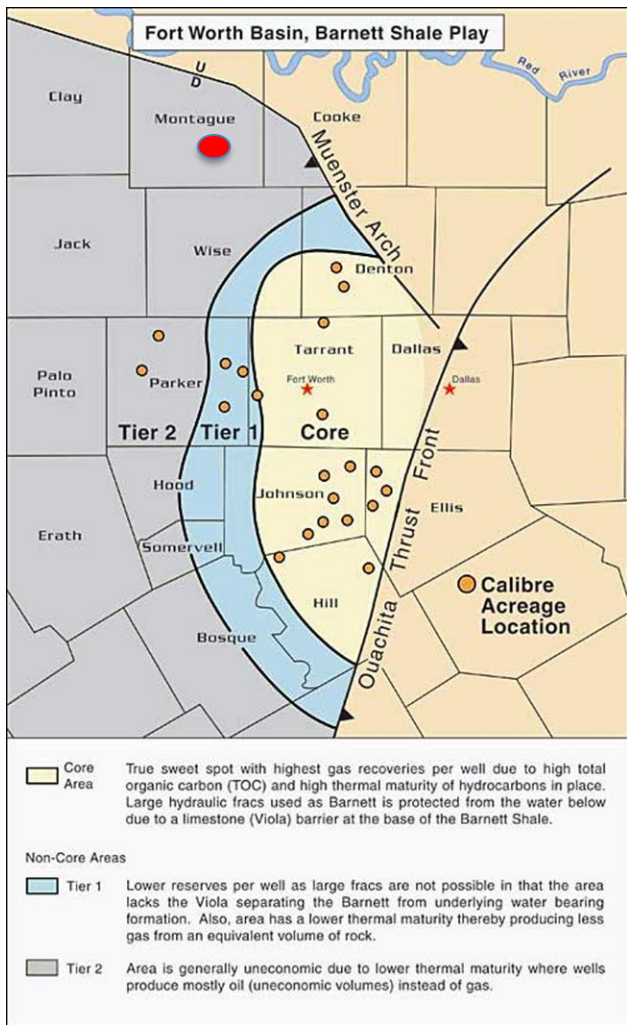 Fort Worth Basin, Barnett Shale Play
U
D
Red River
Clay
Montague
Cooke
Muenster Arch
Jack
Wise
Denton
Palo
Pinto
Parker
Tarrant
Dallas
Fort Worth
Dallas
Tier 2
Tier 1
Core
Hood
Johnson
Ellis
Erath
Somervell
Hill
Bosque
Ouachita Thrust Front
Calibre
Acreage
Location
Core
Area
True sweet spot with highest gas recoveries per well due to high total
organic carbon (TOC) and high thermal maturity of hydrocarbons in place.
Large hydraulic fracs used as Barnett is protected from the water below
due to a limestone (Viola) barrier at the base of the Barnett Shale.
Non-Core Areas
Tier 1
Lower reserves per well as large fracs are not possible in that the area
lacks the Viola separating the Barnett from underlying water bearing
formation. Also, area has a lower thermal maturity thereby producing less
gas from an equivalent volume of rock.
Tier 2
Area is generally uneconomic due to lower thermal maturity where wells
produce mostly oil (uneconomic volumes) instead of gas.